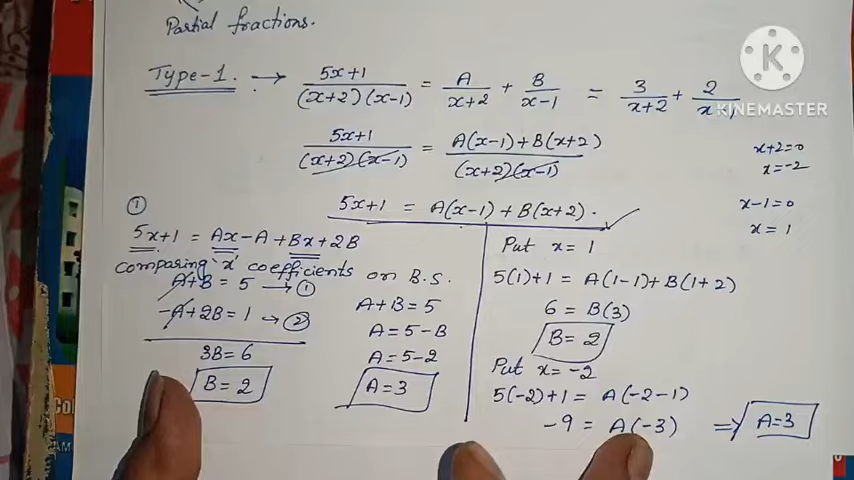 Partial fractions.
Type-1. → 5x+1/(x+2)(x-1) = A/x+2 + B/x-1 = 3/x+2 + 2/x-1
KINEMASTER
5x+1/(x+2)(x-1) = A(x-1)+B(x+2)/(x+2)(x-1)
x+2=0
x=-2
x-1=0
x=1
5x+1 = A(x-1)+B(x+2).
①
5x+1 = Ax-A+Bx+2B
comparing 'x' coefficients on B.S.
A+B = 5 → ①
-A+2B = 1 → ②
3B = 6
B = 2
A+B = 5
A = 5-B
A = 5-2
A = 3
Put x = 1
5(1)+1 = A(1-1)+B(1+2)
6 = B(3)
B = 2
Put x = -2
5(-2)+1 = A(-2-1)
-9 = A(-3) ⇒ A=3